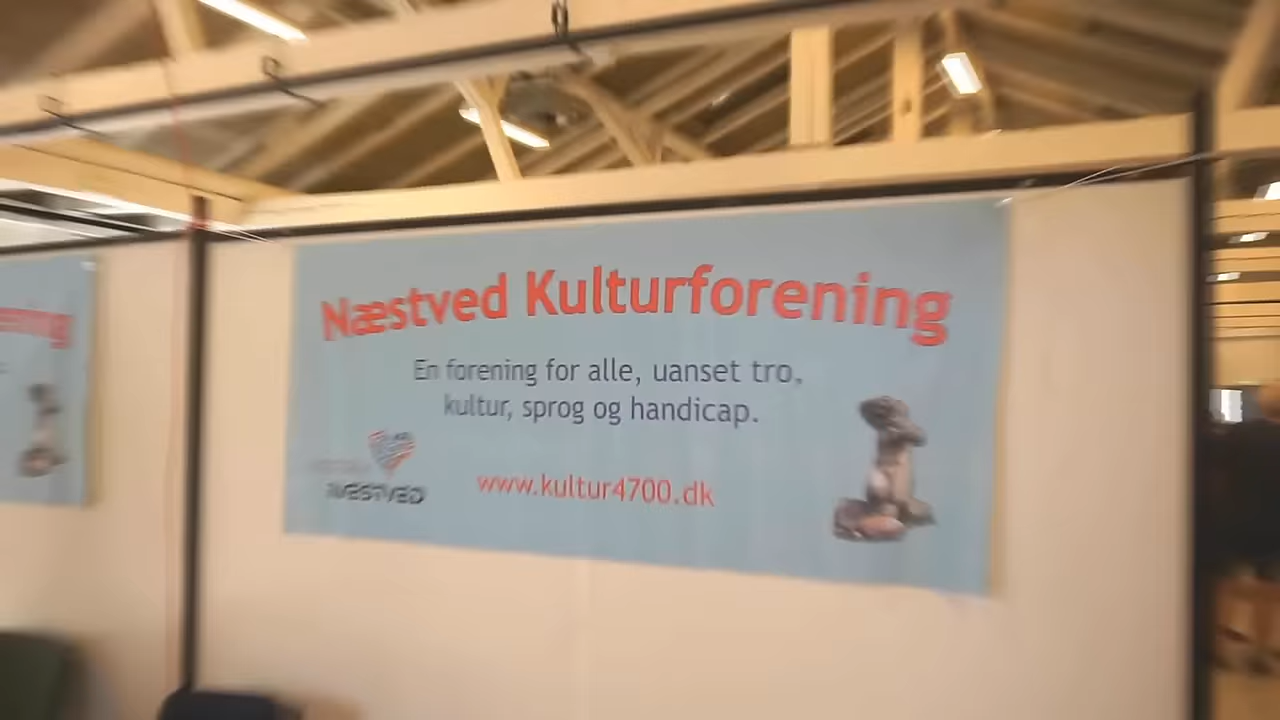 Næstved Kulturforening
En forening for alle, uanset tro,
kultur, sprog og handicap.
NÆSTVED
www.kultur4700.dk